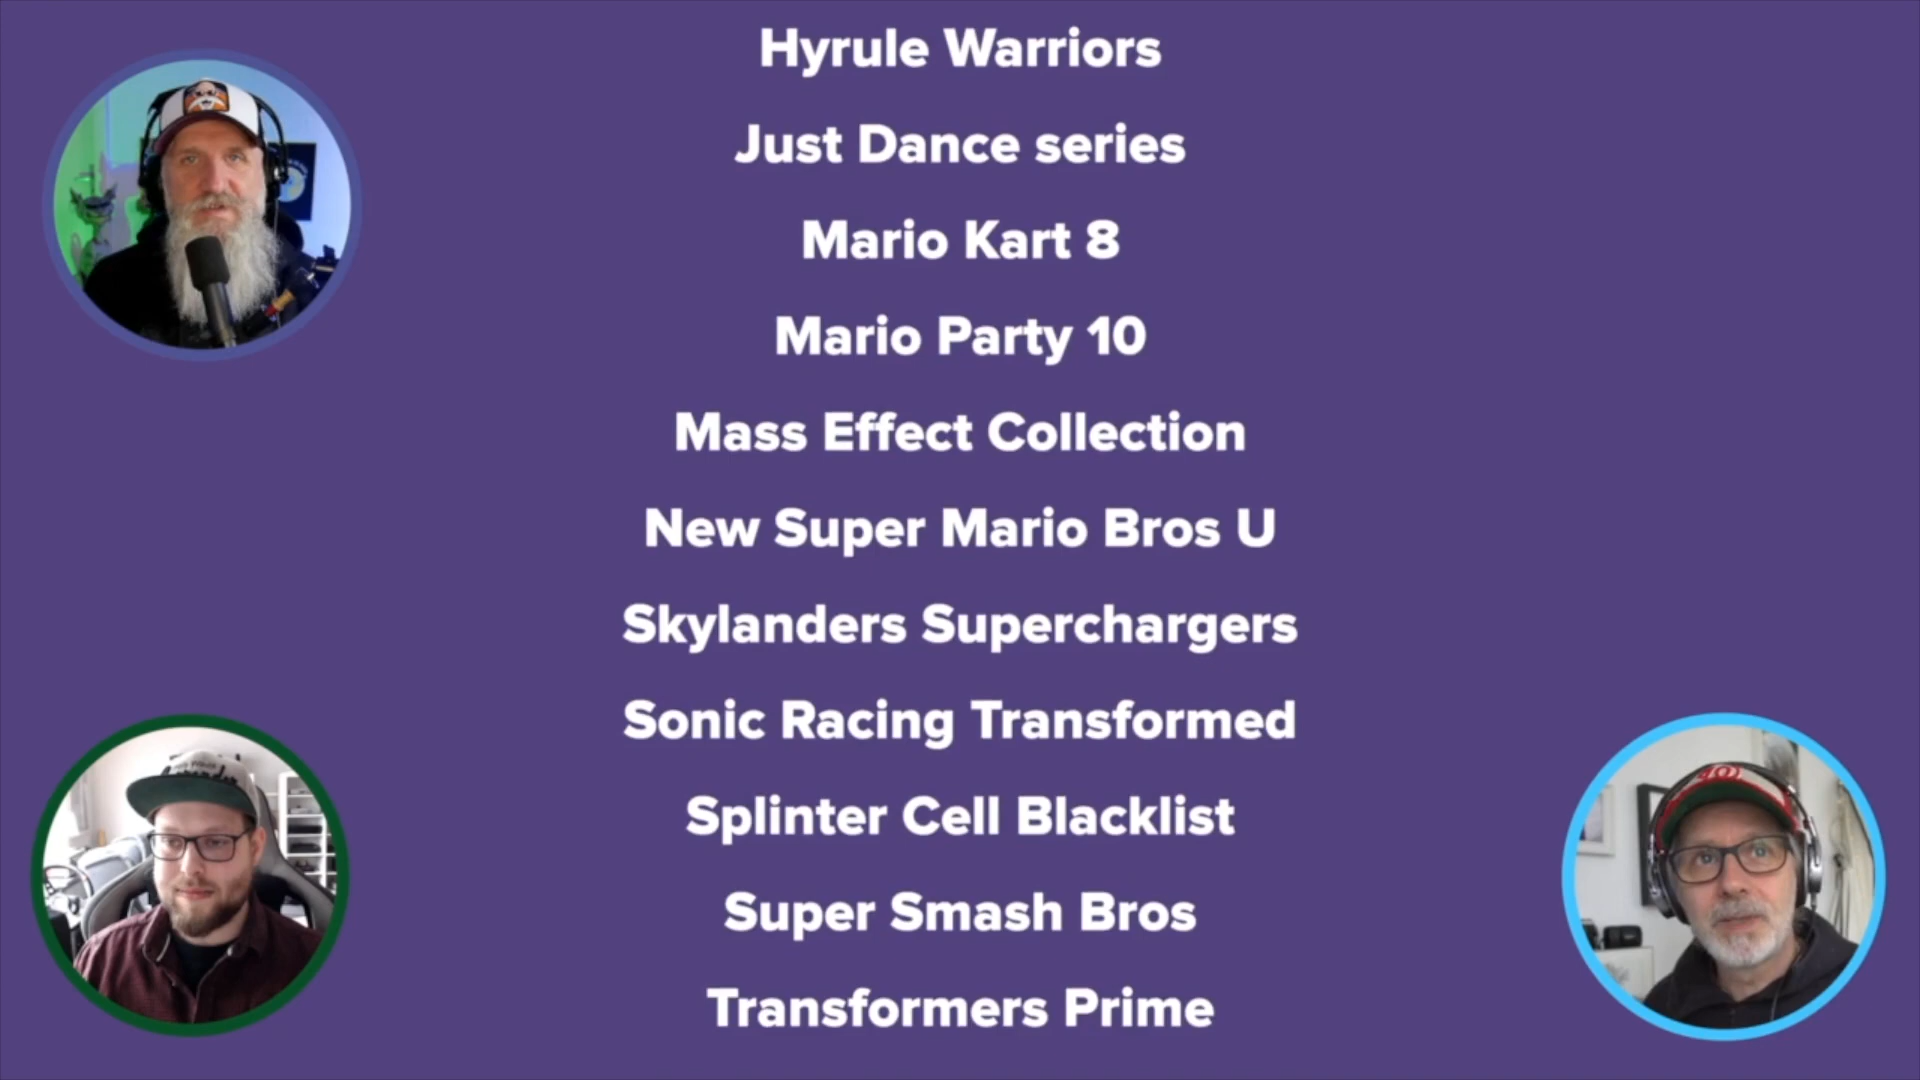 Hyrule Warriors
Just Dance series
Mario Kart 8
Mario Party 10
Mass Effect Collection
New Super Mario Bros U
Skylanders Superchargers
Sonic Racing Transformed
Splinter Cell Blacklist
Super Smash Bros
Transformers Prime